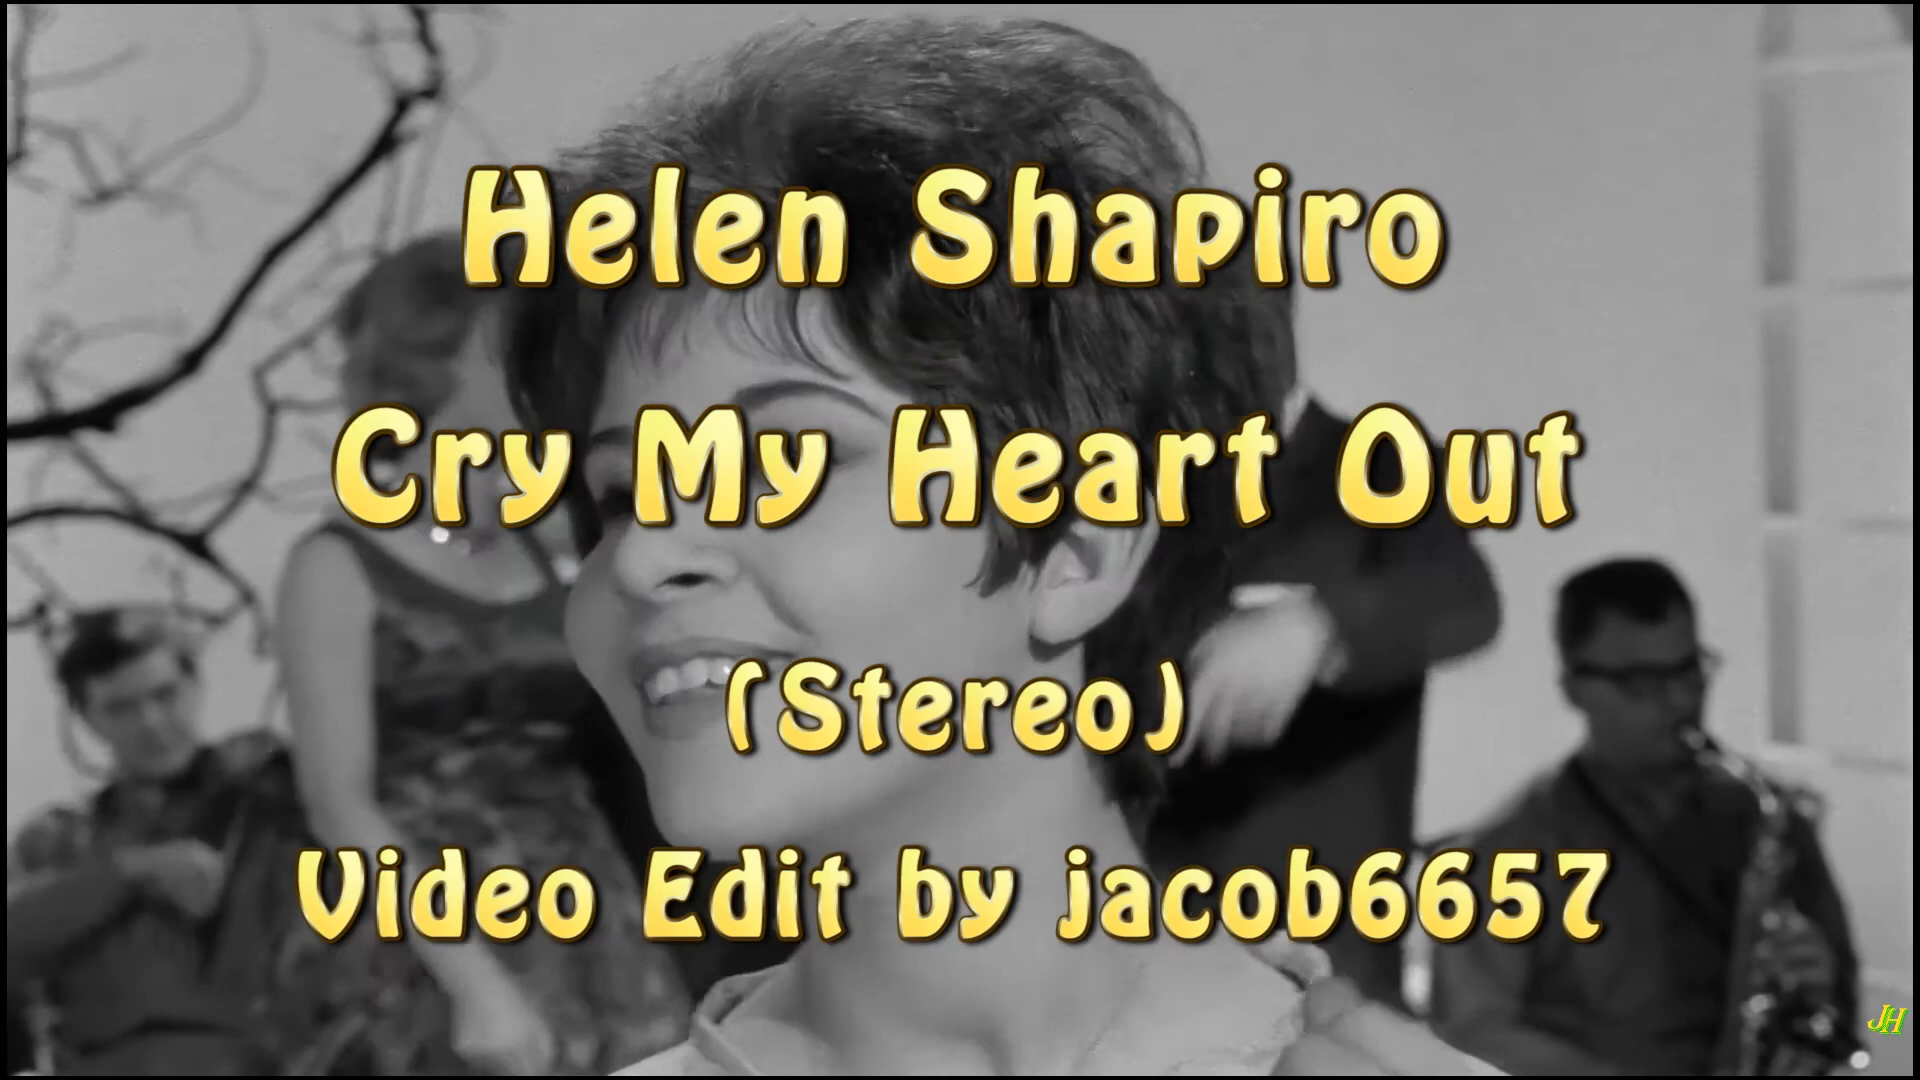 Helen Shapiro
Cry My Heart Out
(Stereo)
Video Edit by jacob6657
JH